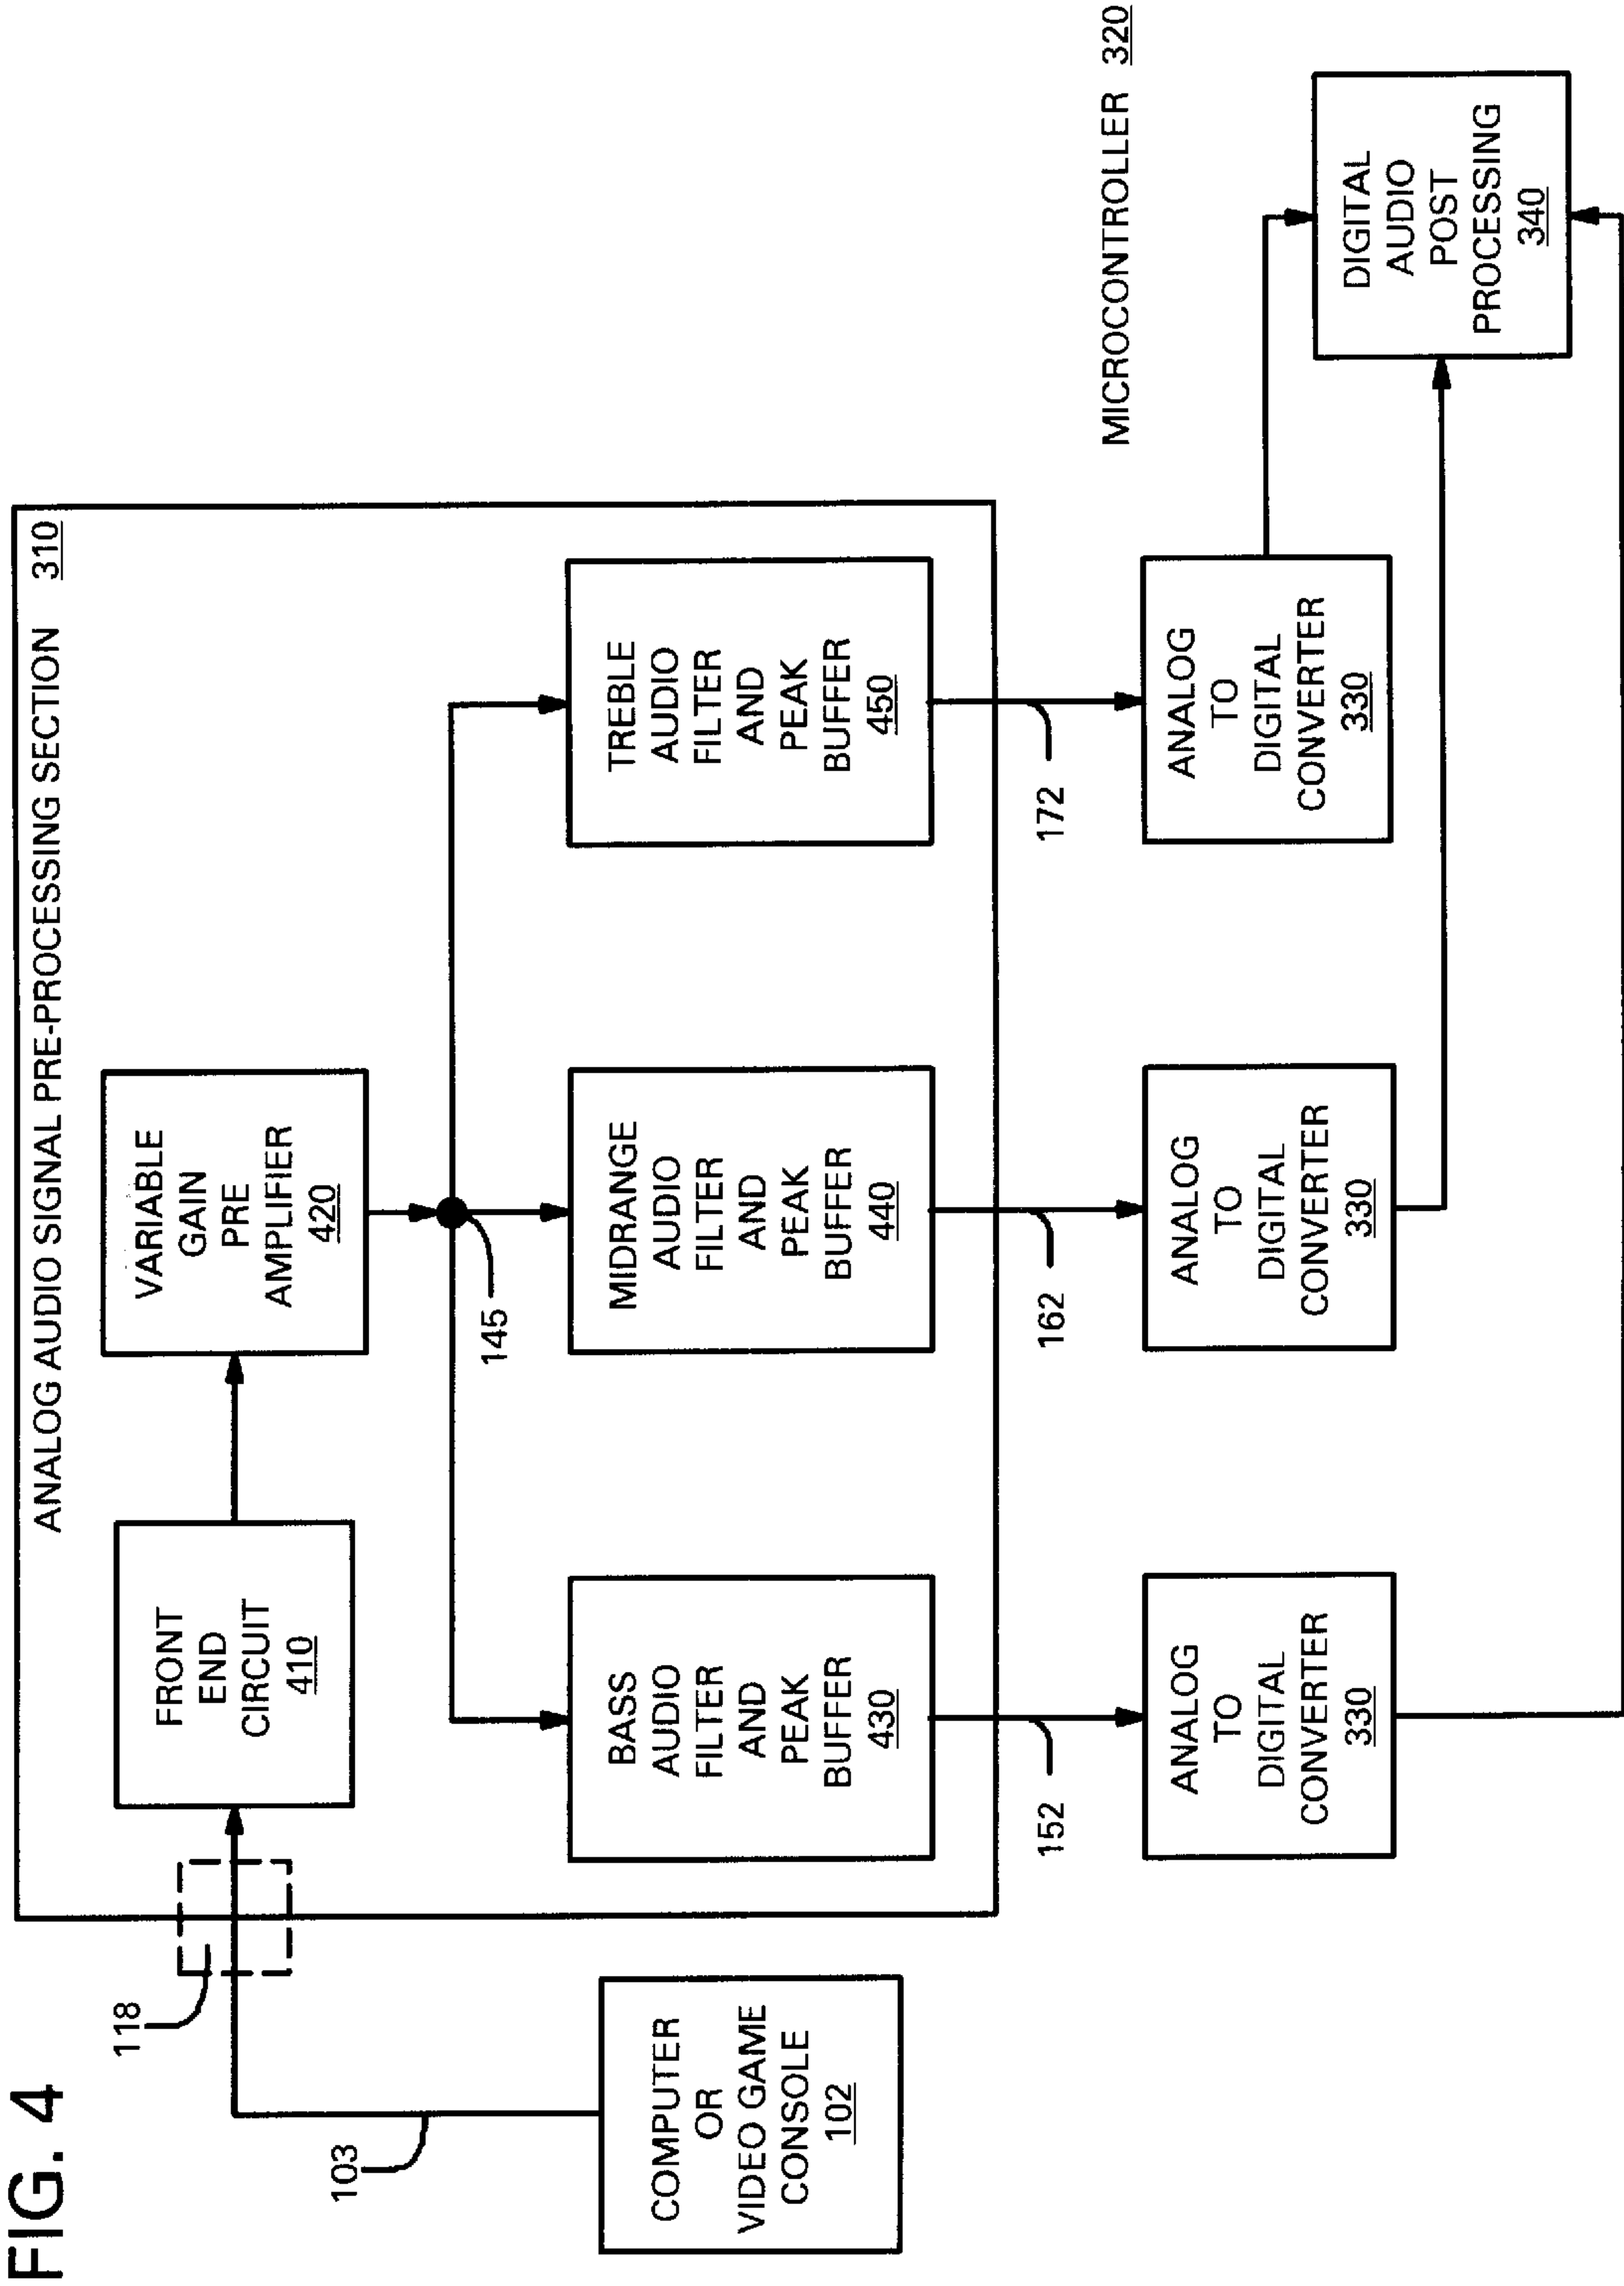 FIG. 4
ANALOG AUDIO SIGNAL PRE-PROCESSING SECTION 310
118
103
FRONT
END
CIRCUIT
410
VARIABLE
GAIN
PRE
AMPLIFIER
420
145
COMPUTER
OR
VIDEO GAME
CONSOLE
102
BASS
AUDIO
FILTER
AND
PEAK
BUFFER
430
MIDRANGE
AUDIO
FILTER
AND
PEAK
BUFFER
440
TREBLE
AUDIO
FILTER
AND
PEAK
BUFFER
450
152
162
172
MICROCONTROLLER 320
ANALOG
TO
DIGITAL
CONVERTER
330
ANALOG
TO
DIGITAL
CONVERTER
330
ANALOG
TO
DIGITAL
CONVERTER
330
DIGITAL
AUDIO
POST
PROCESSING
340